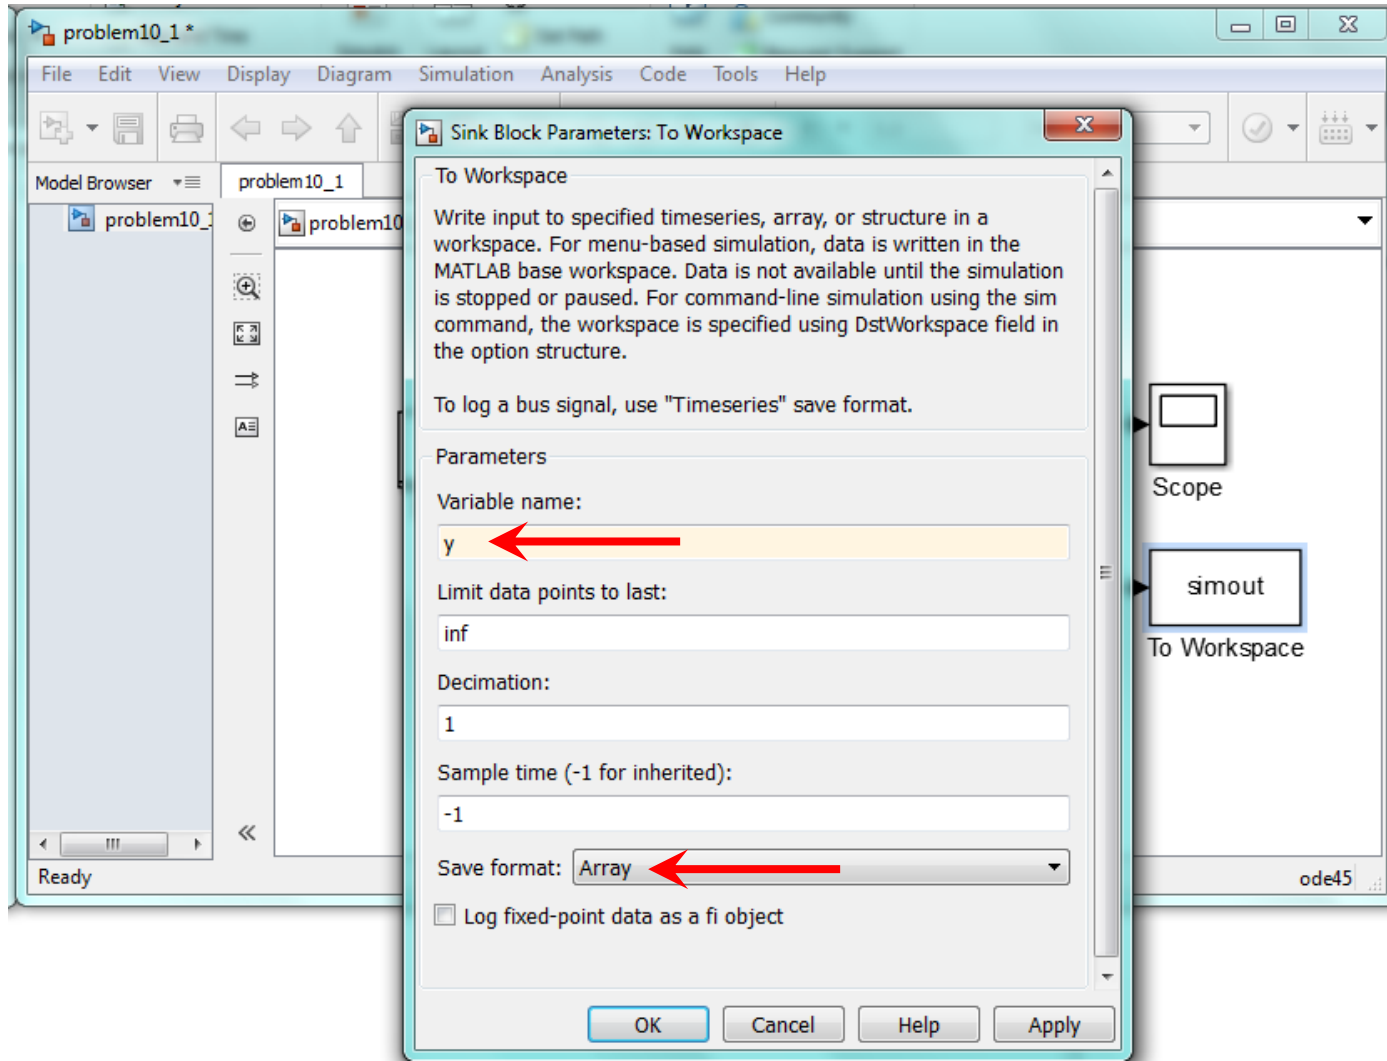 problem10_1 *
File Edit View Display Diagram Simulation Analysis Code Tools Help
Model Browser
problem10_1
problem10_1
problem10
Sink Block Parameters: To Workspace
To Workspace
Write input to specified timeseries, array, or structure in a
workspace. For menu-based simulation, data is written in the
MATLAB base workspace. Data is not available until the simulation
is stopped or paused. For command-line simulation using the sim
command, the workspace is specified using DstWorkspace field in
the option structure.
To log a bus signal, use "Timeseries" save format.
Parameters
Variable name:
y
Limit data points to last:
inf
Decimation:
1
Sample time (-1 for inherited):
-1
Save format: Array
Log fixed-point data as a fi object
OK Cancel Help Apply
Scope
simout
To Workspace
Ready
ode45